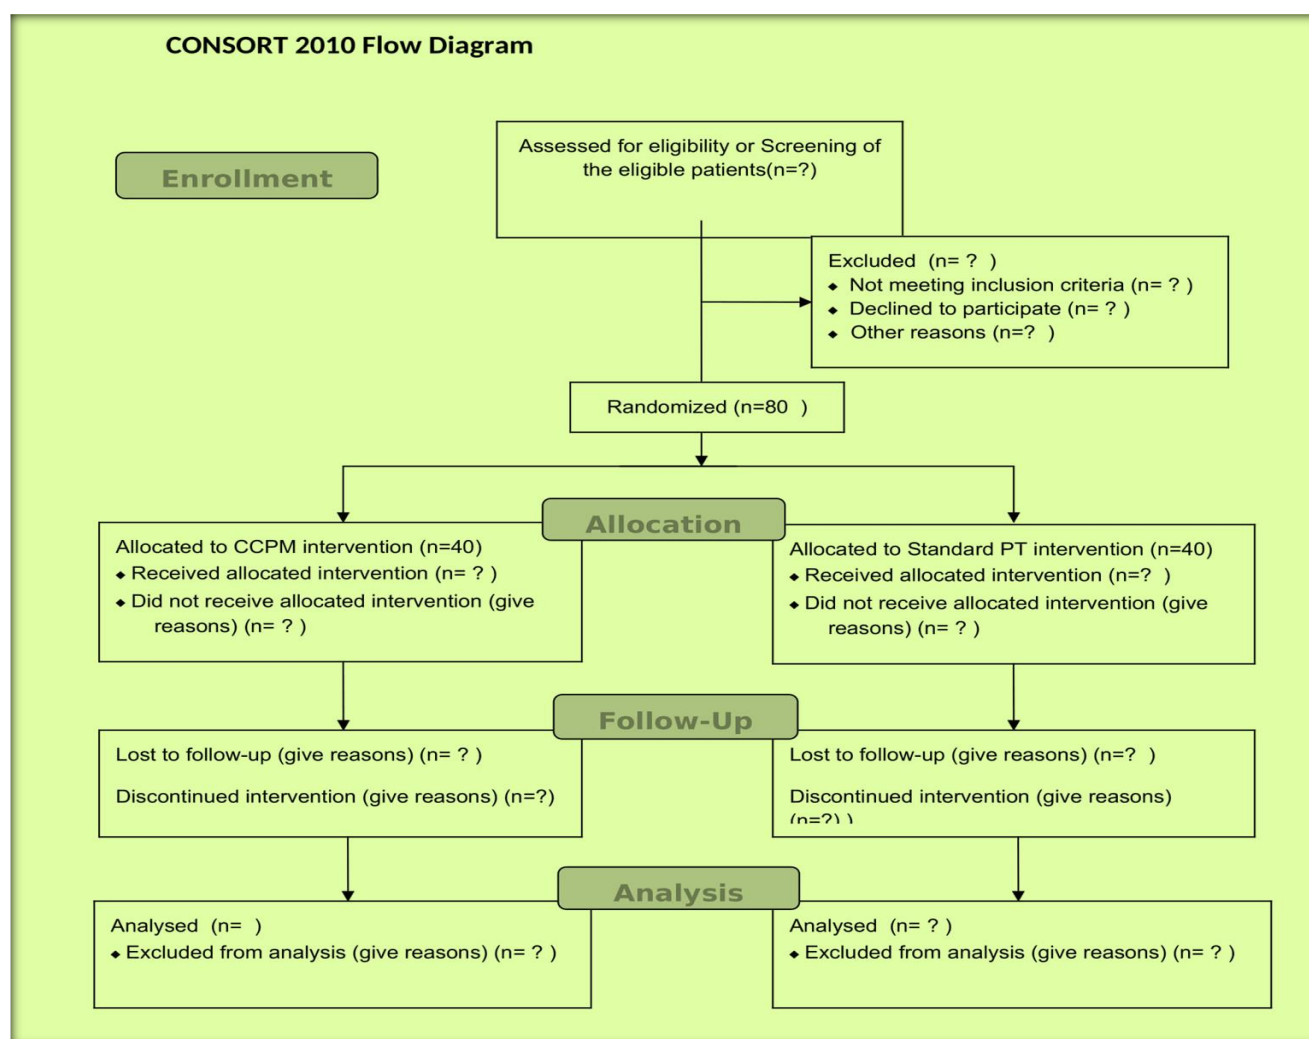 CONSORT 2010 Flow Diagram
Enrollment
Assessed for eligibility or Screening of
the eligible patients(n=?)
Excluded  (n= ?  )
◆ Not meeting inclusion criteria (n= ? )
◆ Declined to participate (n= ? )
◆ Other reasons (n=?  )
Randomized (n=80  )
Allocation
Allocated to CCPM intervention (n=40)
◆ Received allocated intervention (n= ? )
◆ Did not receive allocated intervention (give
reasons) (n= ? )
Allocated to Standard PT intervention (n=40)
◆ Received allocated intervention (n=?  )
◆ Did not receive allocated intervention (give
reasons) (n= ? )
Follow-Up
Lost to follow-up (give reasons) (n= ? )
Discontinued intervention (give reasons) (n=?)
Lost to follow-up (give reasons) (n=?  )
Discontinued intervention (give reasons)
(n=?) )
Analysis
Analysed  (n=  )
◆ Excluded from analysis (give reasons) (n= ? )
Analysed  (n= ? )
◆ Excluded from analysis (give reasons) (n= ? )